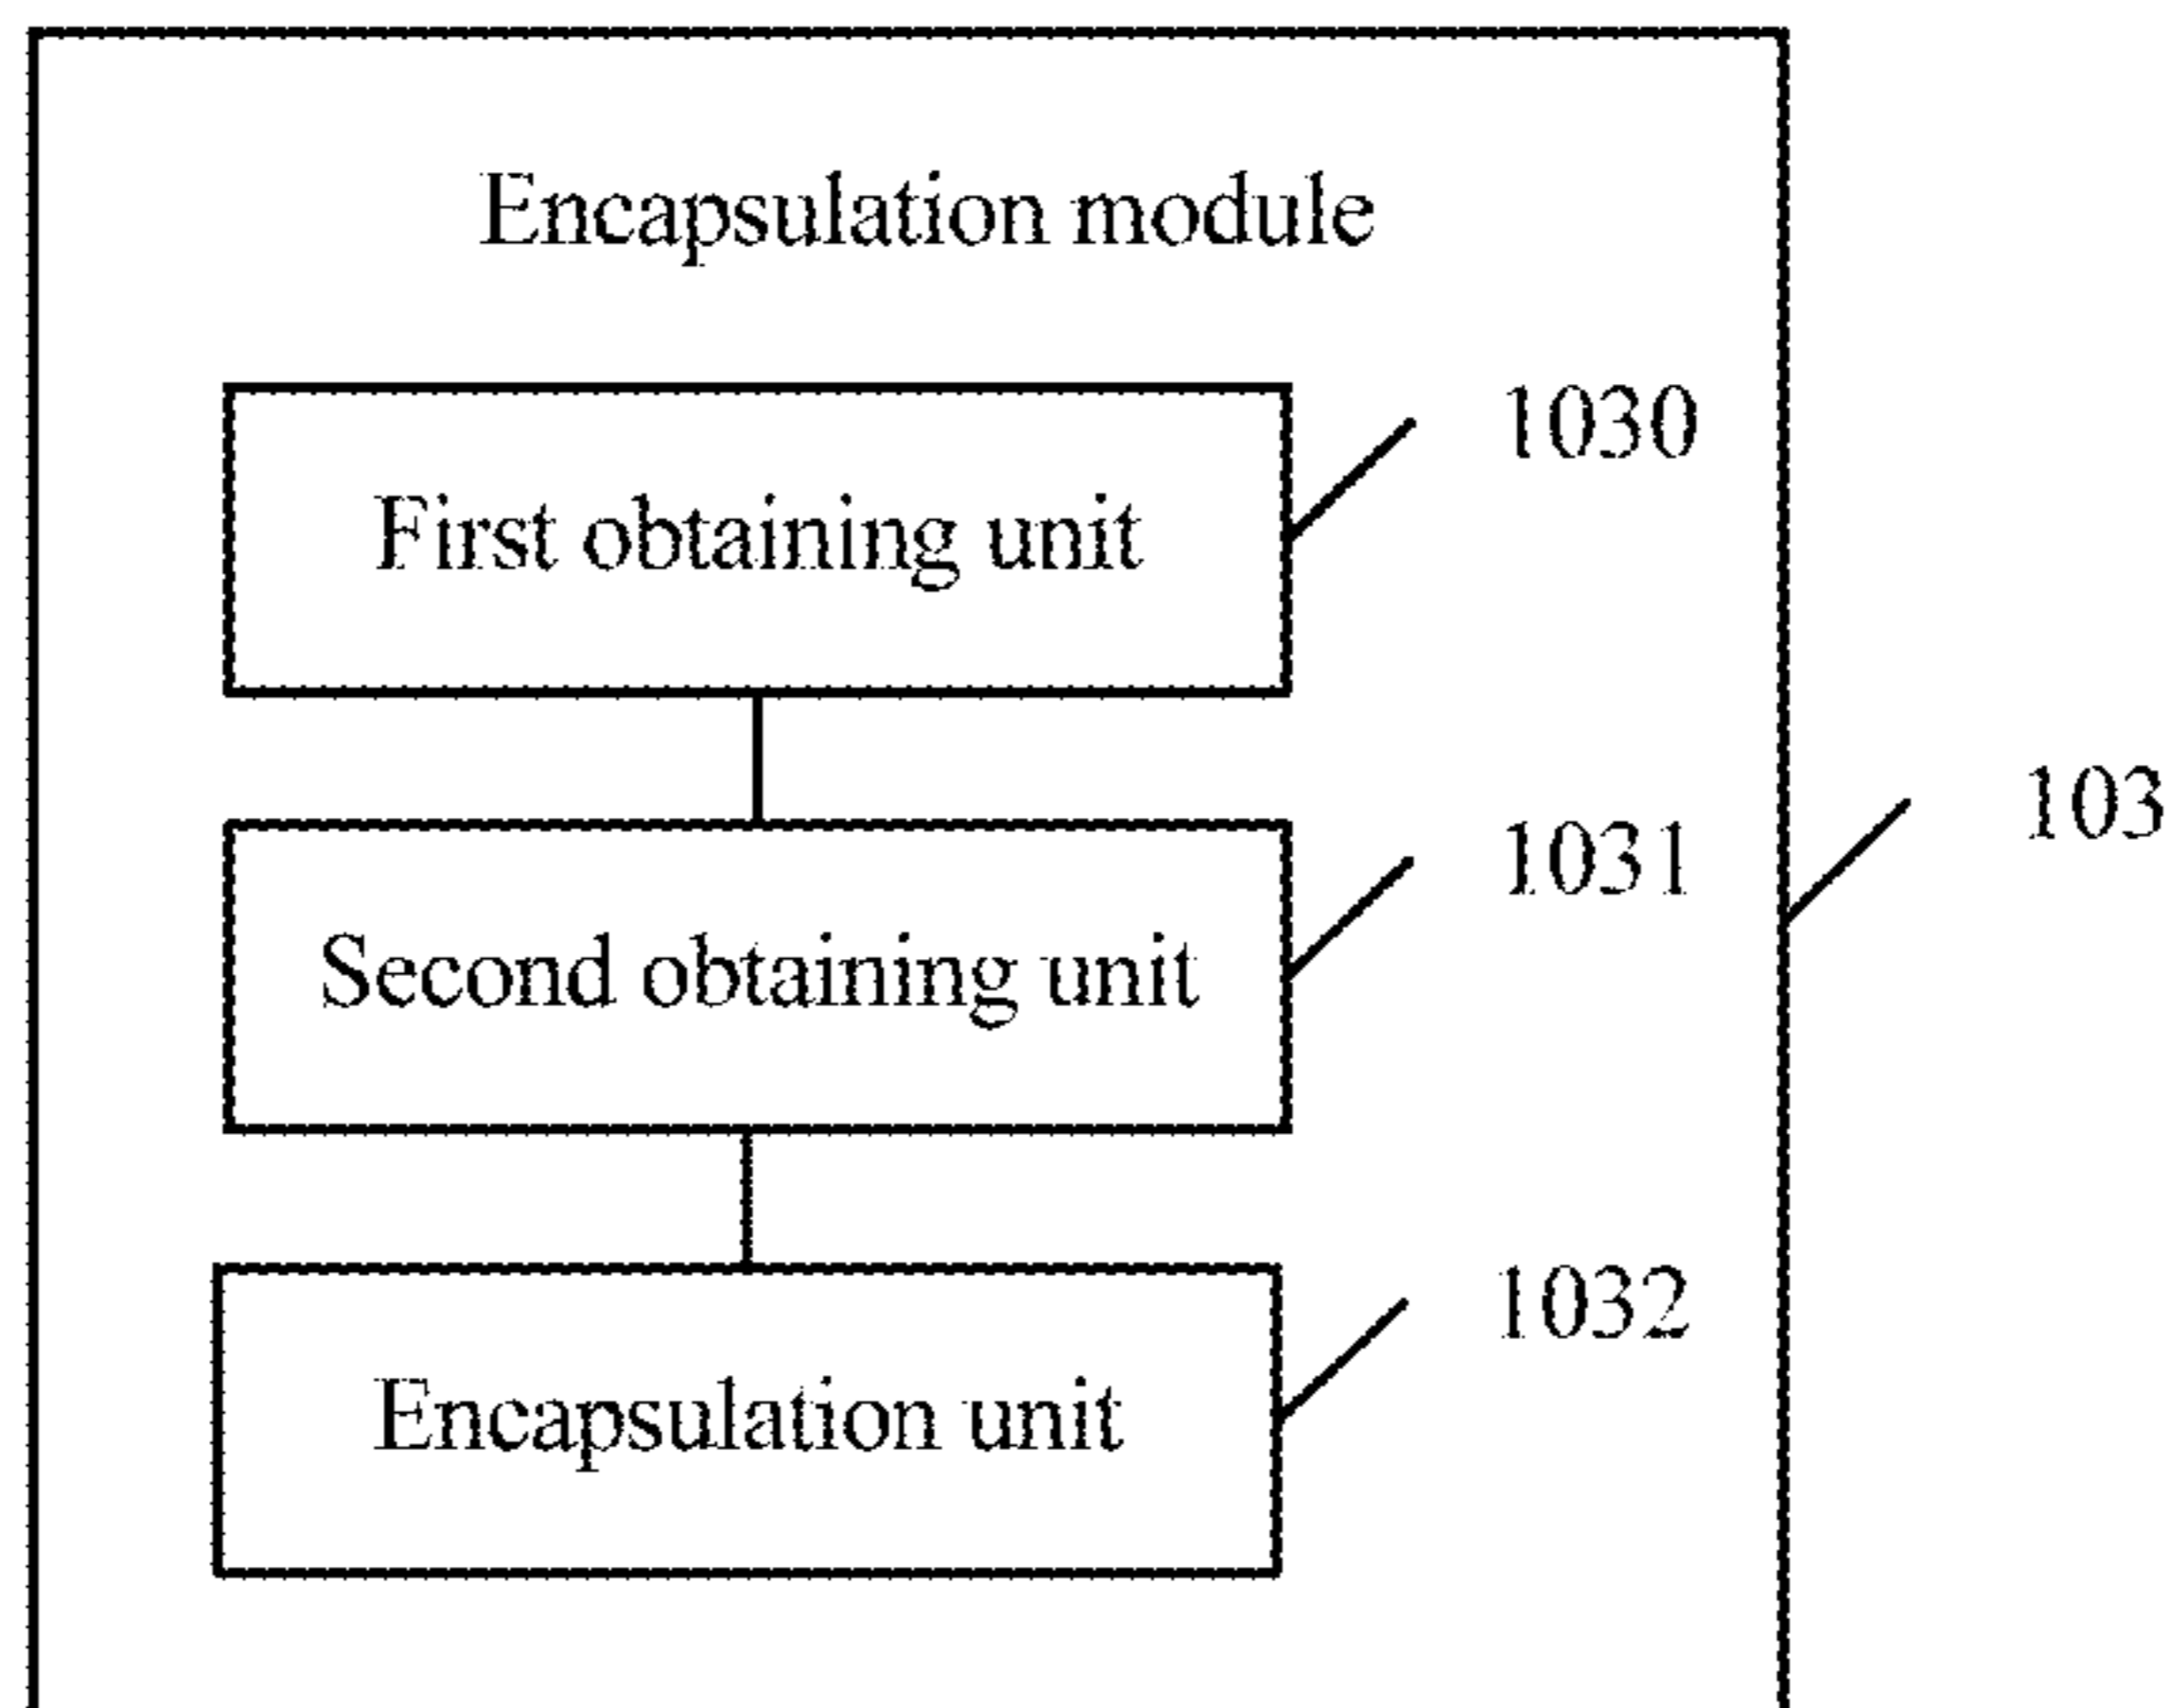 Encapsulation module
1030
First obtaining unit
103
1031
Second obtaining unit
1032
Encapsulation unit